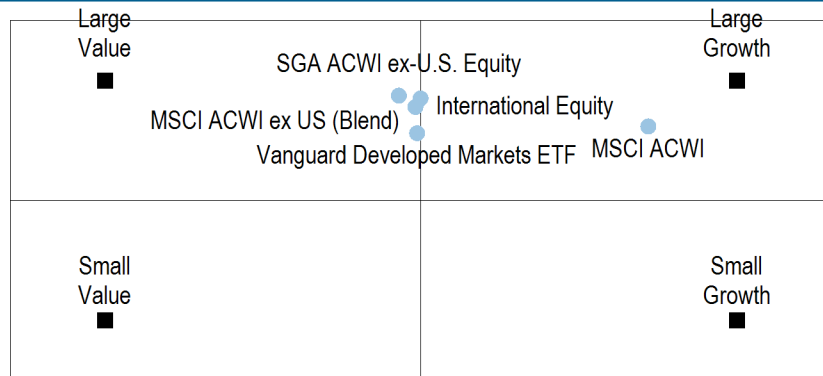 Large
Value
Large
Growth
SGA ACWI ex-U.S. Equity
International Equity
MSCI ACWI ex US (Blend)
Vanguard Developed Markets ETF
MSCI ACWI
Small
Value
Small
Growth